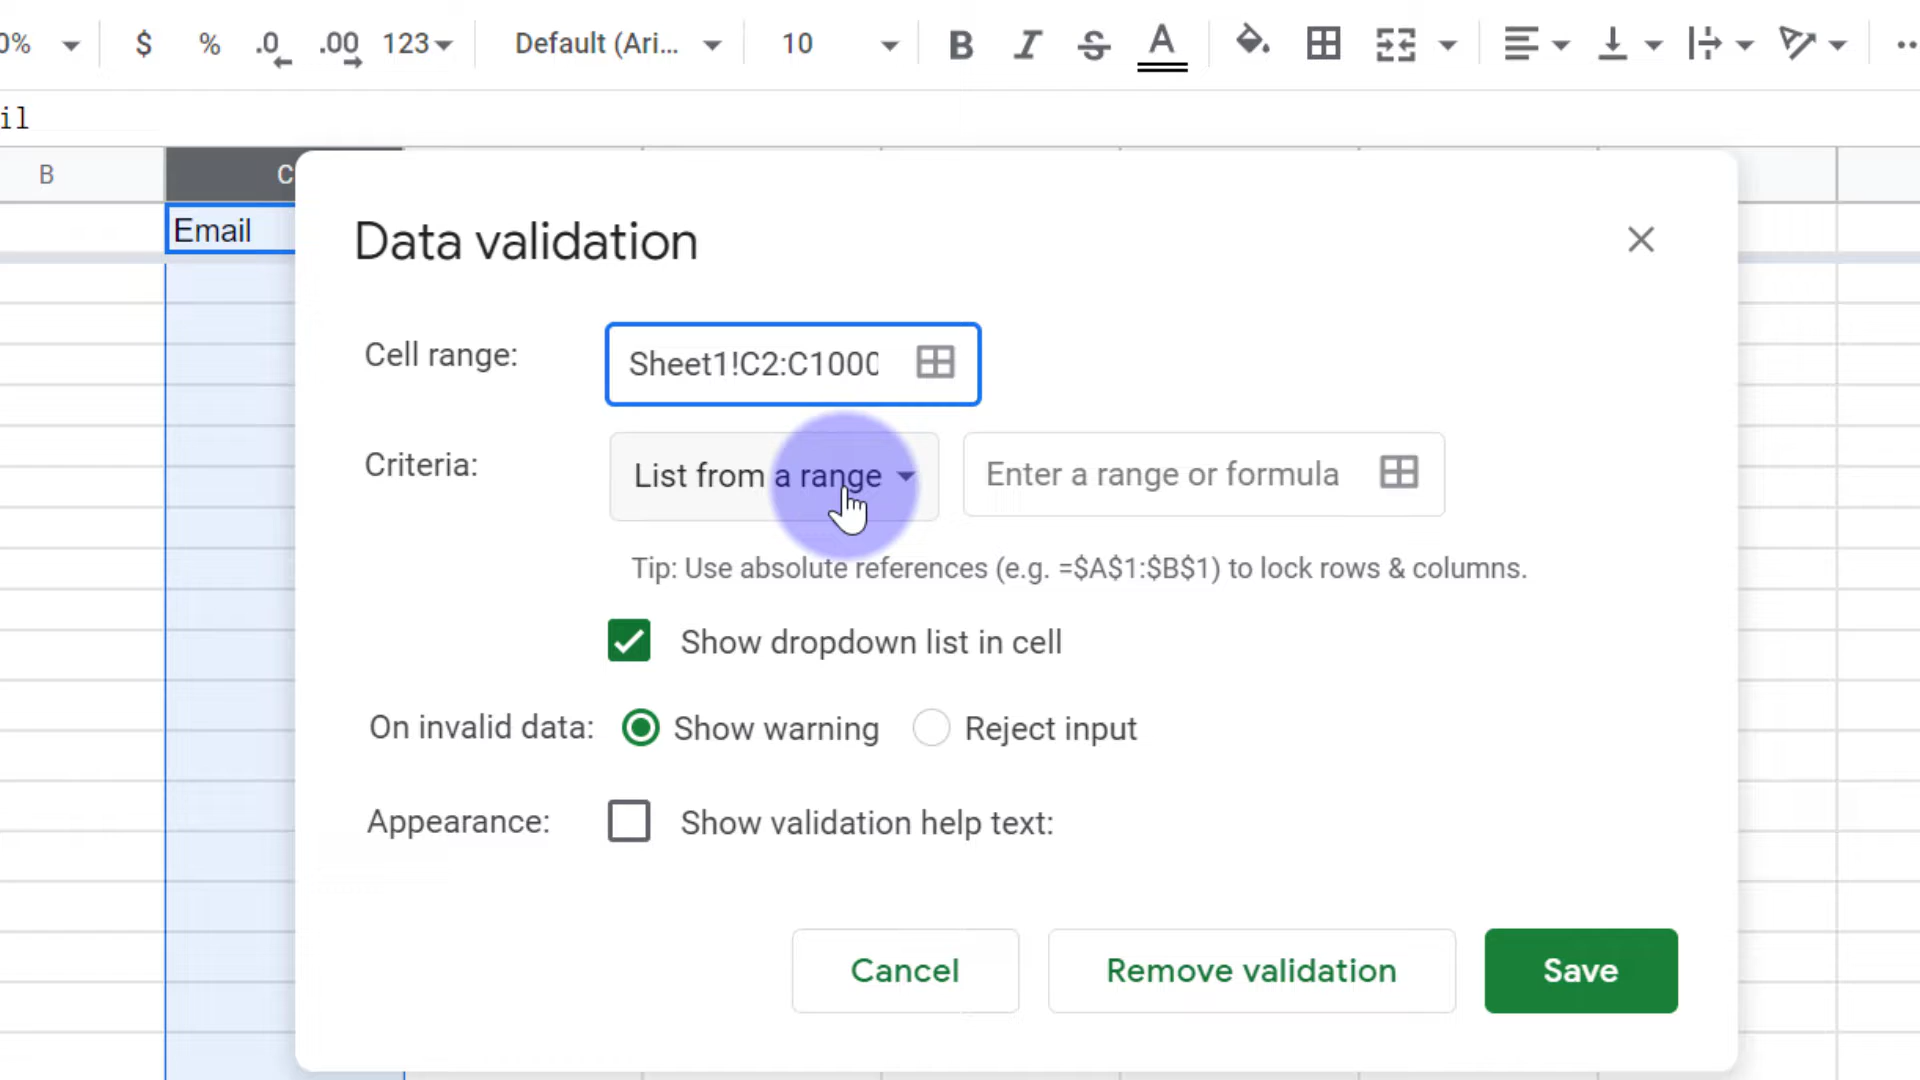 0% $ % .0 .00 123 Default (Ari... 10 B I S A
il
B C
Email
Data validation
Cell range: Sheet1!C2:C1000
Criteria: List from a range Enter a range or formula
Tip: Use absolute references (e.g. =$A$1:$B$1) to lock rows & columns.
Show dropdown list in cell
On invalid data: Show warning Reject input
Appearance: Show validation help text:
Cancel Remove validation Save